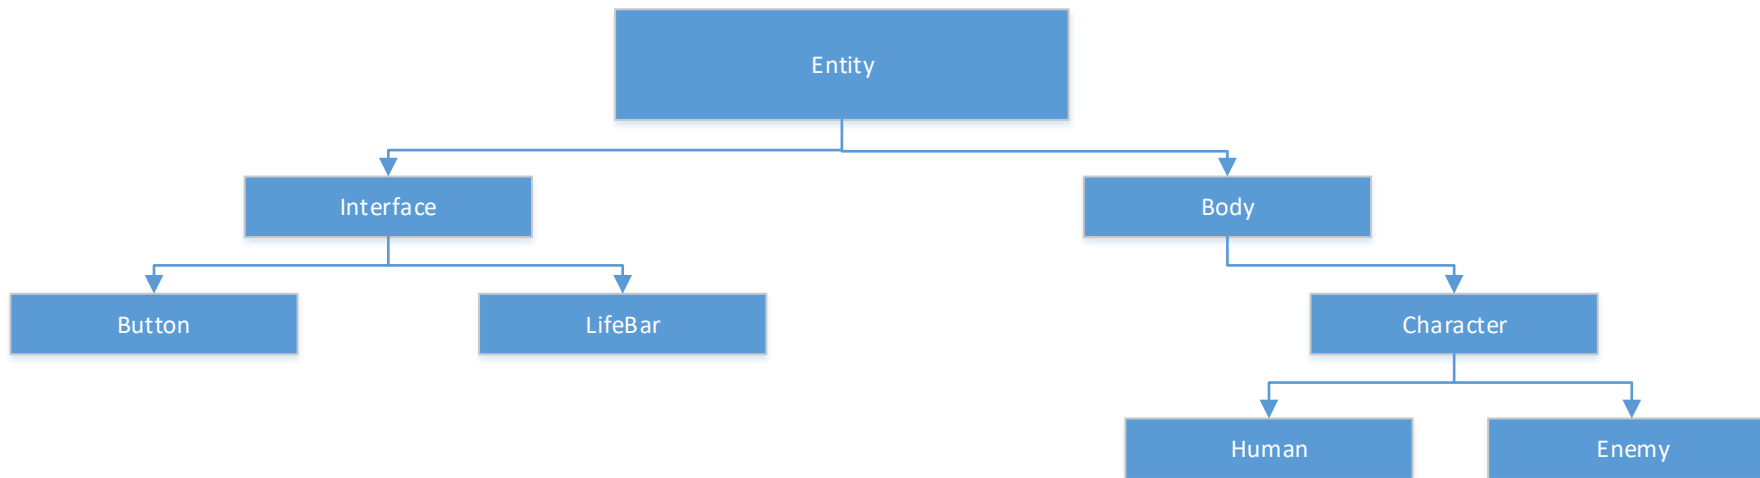 Entity
Interface
Body
Button
LifeBar
Character
Human
Enemy